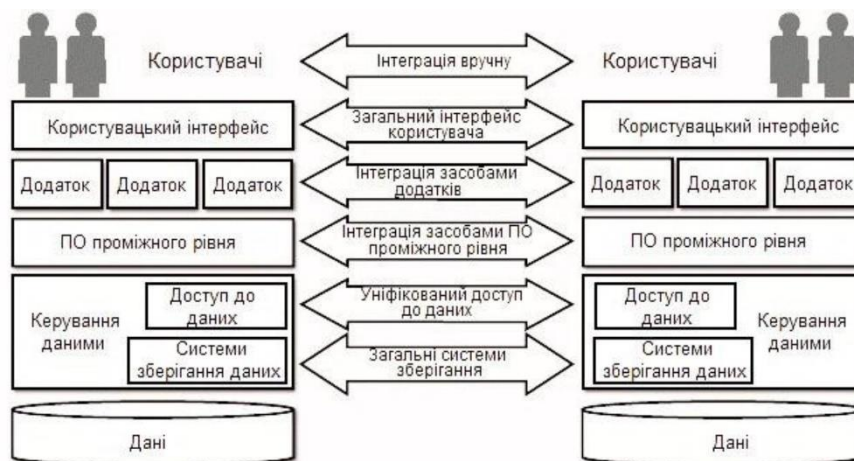 Користувачі
Інтеграція вручну
Користувачі
Користувацький інтерфейс
Загальний інтерфейс
користувача
Користувацький інтерфейс
Додаток Додаток Додаток
Інтеграція засобами
додатків
Додаток Додаток Додаток
ПО проміжного рівня
Інтеграція засобами ПО
проміжного рівня
ПО проміжного рівня
Керування
даними
Доступ до
даних
Системи
зберігання даних
Уніфікований доступ
до даних
Загальні системи
зберігання
Доступ до
даних
Системи
зберігання даних
Керування
даними
Дані
Дані